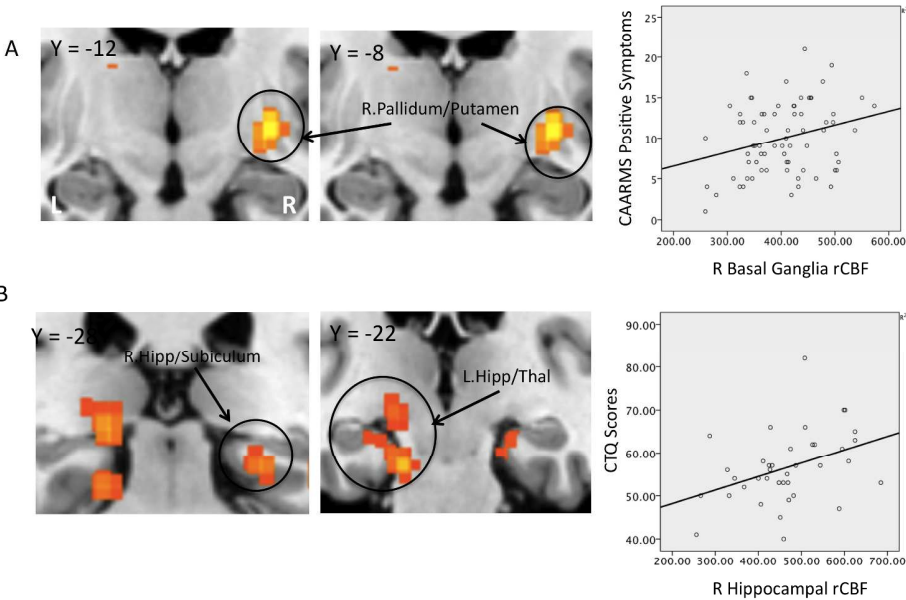 A
Y = -12
Y = -8
R.Pallidum/Putamen
L
R
CAARMS Positive Symptoms
25
20
15
10
5
0
200.00 300.00 400.00 500.00 600.00
R Basal Ganglia rCBF
B
Y = -28
R.Hipp/Subiculum
Y = -22
L.Hipp/Thal
CTQ Scores
90.00
80.00
70.00
60.00
50.00
40.00
200.00 300.00 400.00 500.00 600.00 700.00
R Hippocampal rCBF